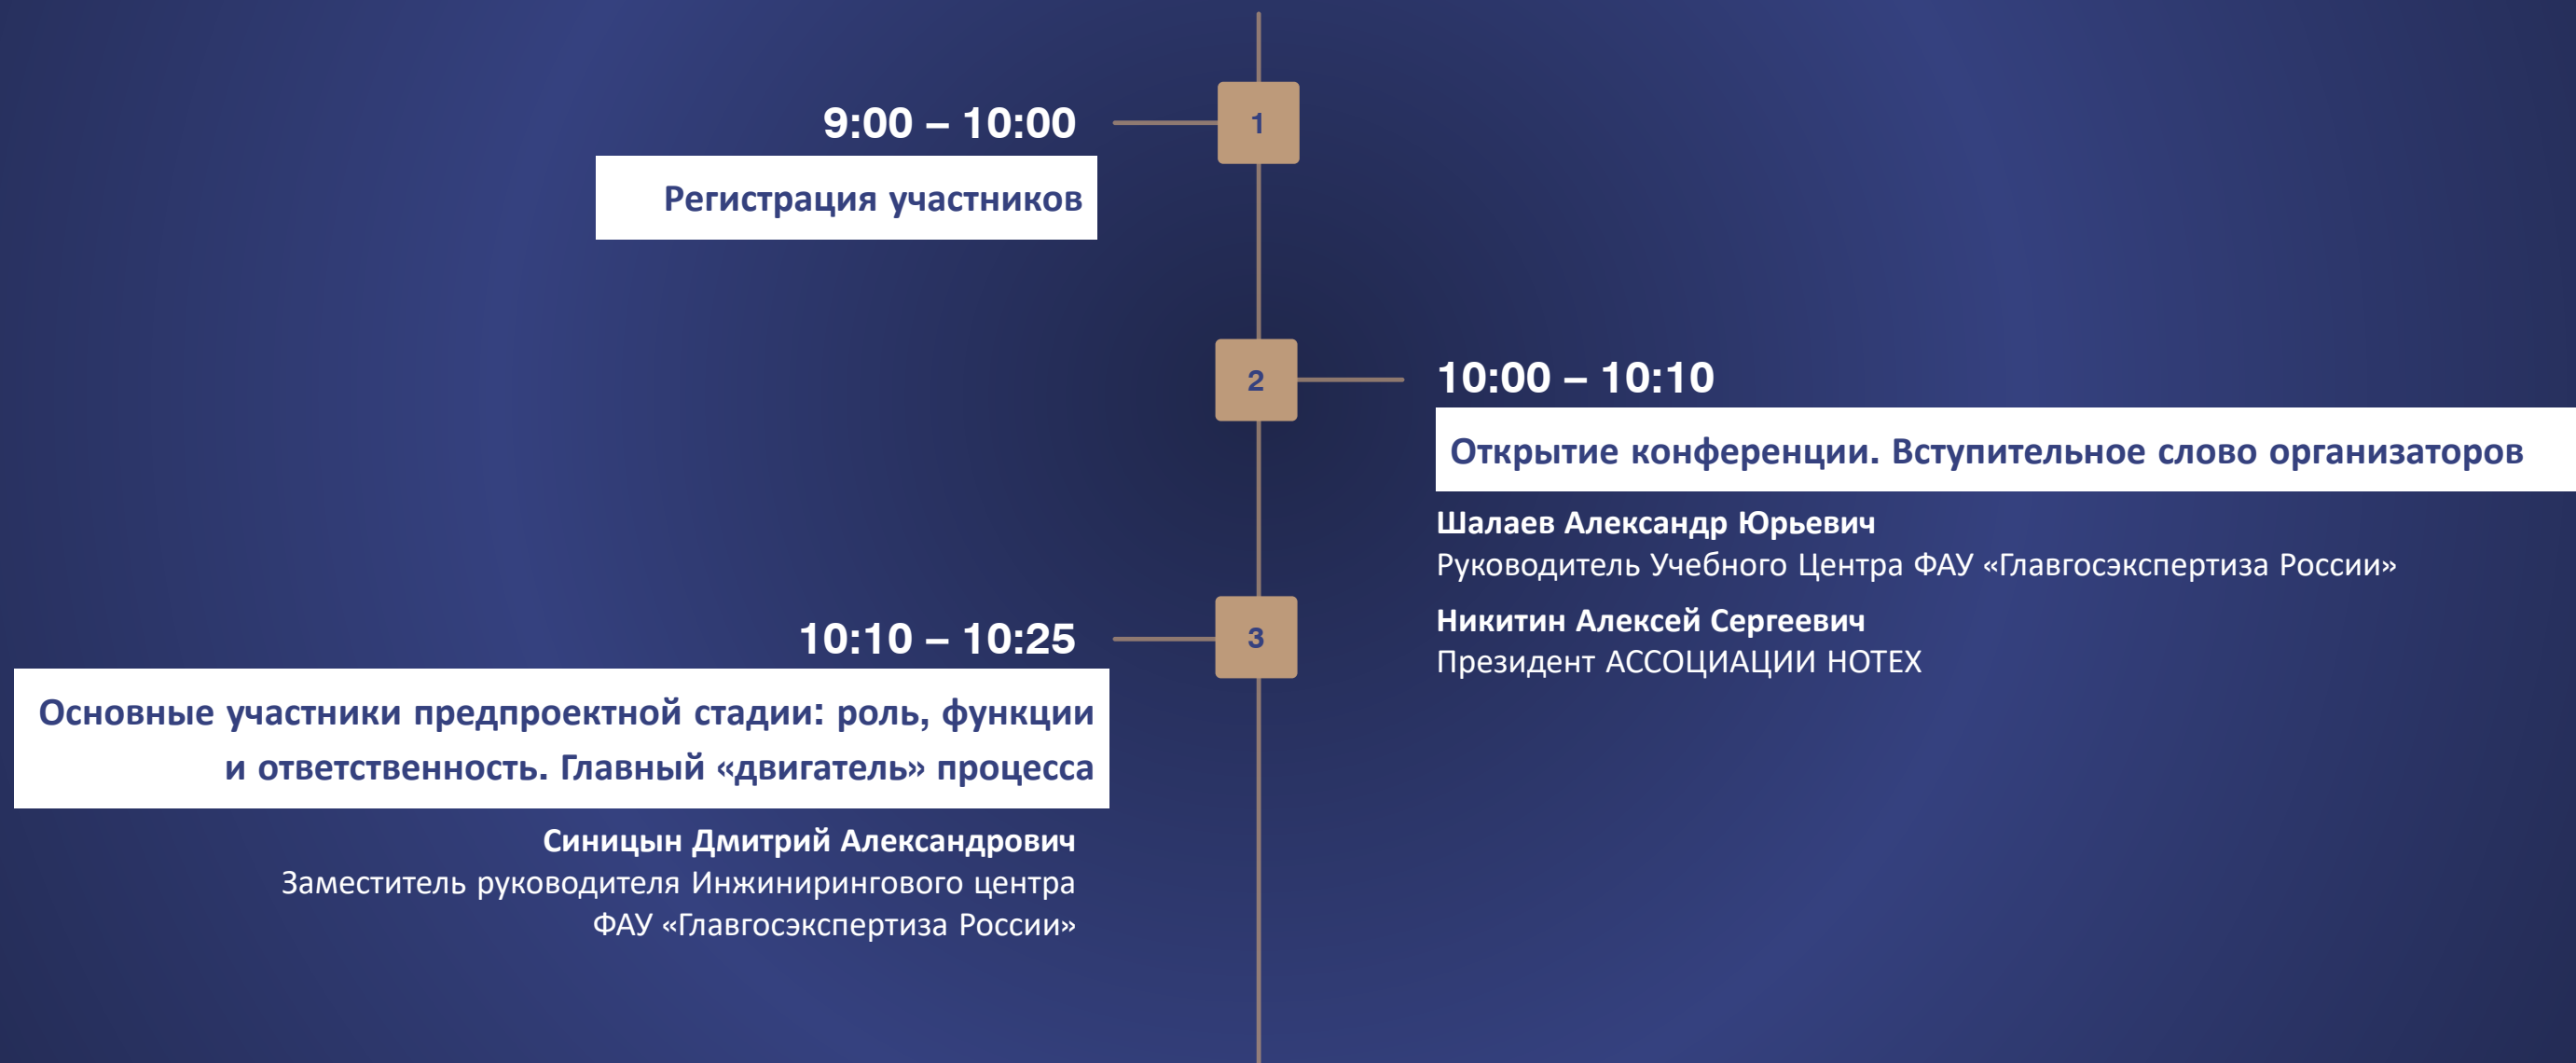 9:00 – 10:00
1
Регистрация участников
2
10:00 – 10:10
Открытие конференции. Вступительное слово организаторов
Шалаев Александр Юрьевич
Руководитель Учебного Центра ФАУ «Главгосэкспертиза России»
Никитин Алексей Сергеевич
Президент АССОЦИАЦИИ НОТЕХ
10:10 – 10:25
3
Основные участники предпроектной стадии: роль, функции
и ответственность. Главный «двигатель» процесса
Синицын Дмитрий Александрович
Заместитель руководителя Инжинирингового центра
ФАУ «Главгосэкспертиза России»